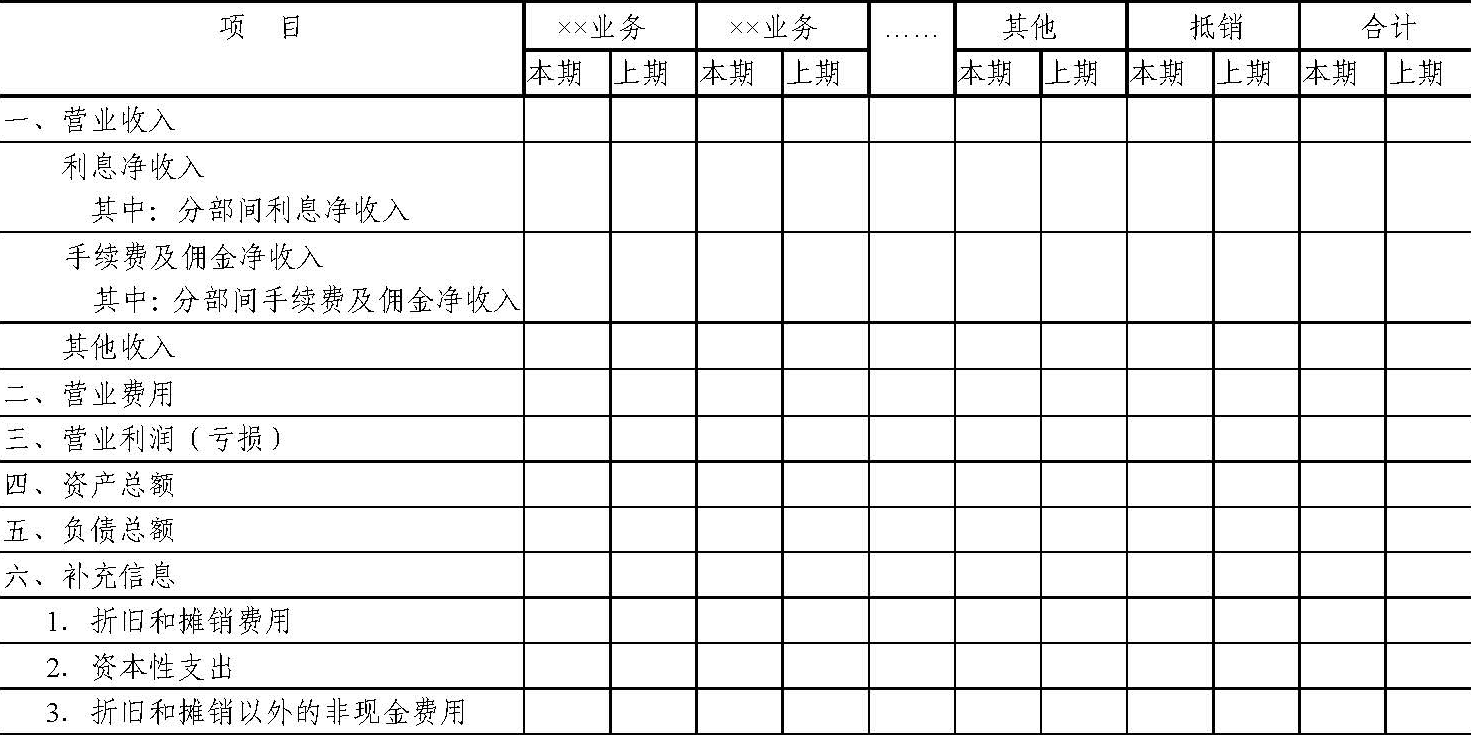 项 目 ××业务 ××业务 …… 其他 抵销 合计
本期 上期 本期 上期 本期 上期 本期 上期 本期 上期
一、营业收入
利息净收入
其中：分部间利息净收入
手续费及佣金净收入
其中：分部间手续费及佣金净收入
其他收入
二、营业费用
三、营业利润（亏损）
四、资产总额
五、负债总额
六、补充信息
1. 折旧和摊销费用
2. 资本性支出
3. 折旧和摊销以外的非现金费用